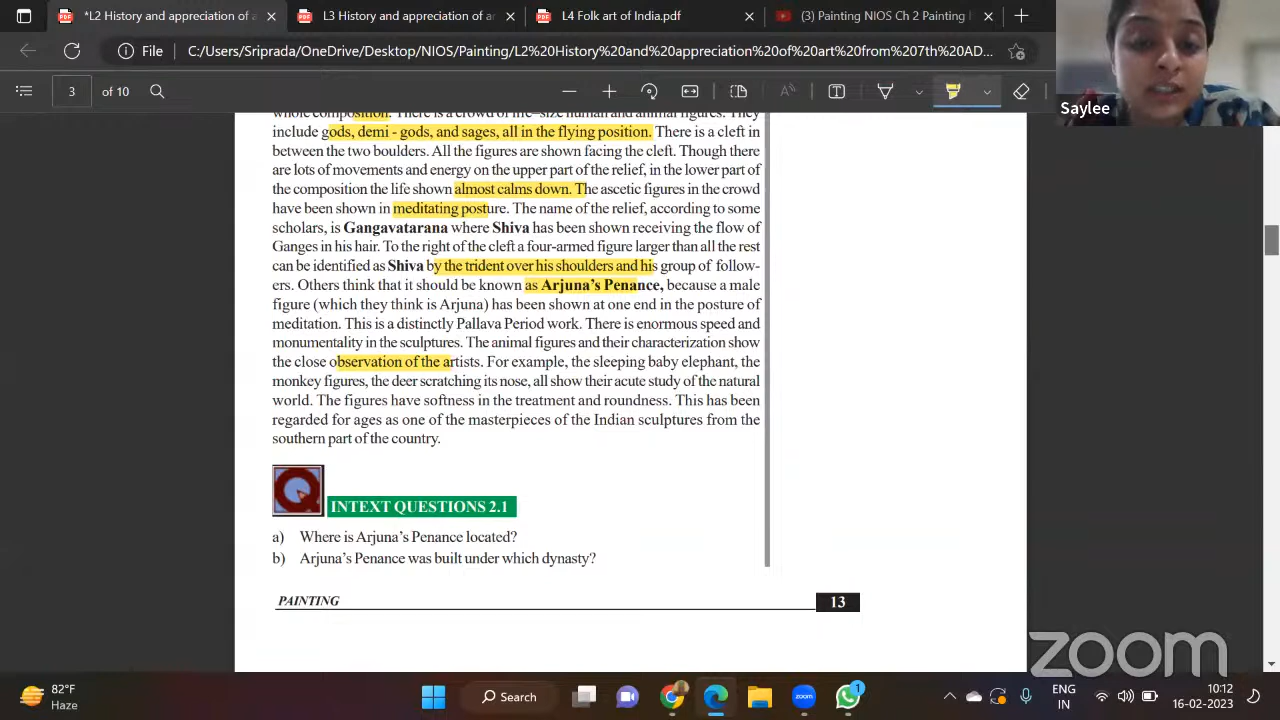 *L2 History and appreciation of a
L3 History and appreciation of ar
L4 Folk art of India.pdf
(3) Painting NIOS Ch 2 Painting
File
C:/Users/Sriprada/OneDrive/Desktop/NIOS/Painting/L2%20History%20and%20appreciation%20of%20art%20from%207th%20AD...
3 of 10
Saylee
whole composition. There is a crowd of life–size human and animal figures. They
include gods, demi - gods, and sages, all in the flying position. There is a cleft in
between the two boulders. All the figures are shown facing the cleft. Though there
are lots of movements and energy on the upper part of the relief, in the lower part of
the composition the life shown almost calms down. The ascetic figures in the crowd
have been shown in meditating posture. The name of the relief, according to some
scholars, is Gangavatarana where Shiva has been shown receiving the flow of
Ganges in his hair. To the right of the cleft a four-armed figure larger than all the rest
can be identified as Shiva by the trident over his shoulders and his group of follow-
ers. Others think that it should be known as Arjuna's Penance, because a male
figure (which they think is Arjuna) has been shown at one end in the posture of
meditation. This is a distinctly Pallava Period work. There is enormous speed and
monumentality in the sculptures. The animal figures and their characterization show
the close observation of the artists. For example, the sleeping baby elephant, the
monkey figures, the deer scratching its nose, all show their acute study of the natural
world. The figures have softness in the treatment and roundness. This has been
regarded for ages as one of the masterpieces of the Indian sculptures from the
southern part of the country.
Q
INTEXT QUESTIONS 2.1
a) Where is Arjuna's Penance located?
b) Arjuna's Penance was built under which dynasty?
PAINTING
13
zoom
82°F
Haze
Search
zoom
1
ENG
IN
10:12
16-02-2023